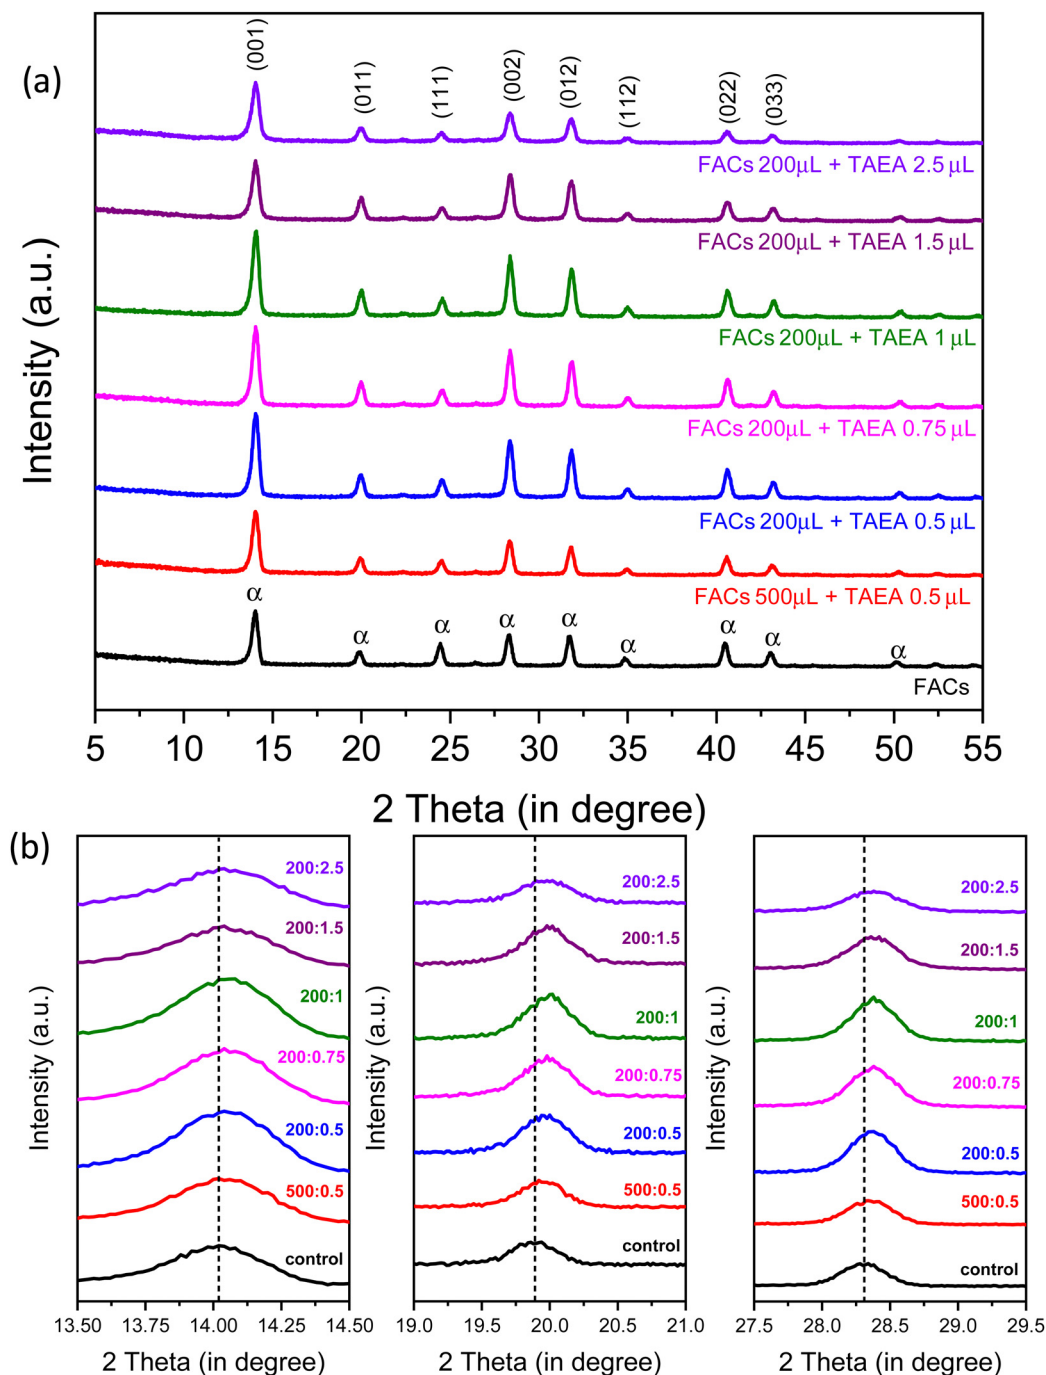 (a)
(001)
(011)
(111)
(002)
(012)
(112)
(022)
(033)
FACs 200μL + TAEA 2.5 μL
FACs 200μL + TAEA 1.5 μL
FACs 200μL + TAEA 1 μL
FACs 200μL + TAEA 0.75 μL
FACs 200μL + TAEA 0.5 μL
FACs 500μL + TAEA 0.5 μL
α α α α α α α α α
FACs
Intensity (a.u.)
5 10 15 20 25 30 35 40 45 50 55
2 Theta (in degree)
(b)
Intensity (a.u.)
200:2.5
200:1.5
200:1
200:0.75
200:0.5
500:0.5
control
13.50 13.75 14.00 14.25 14.50
2 Theta (in degree)
Intensity (a.u.)
200:2.5
200:1.5
200:1
200:0.75
200:0.5
500:0.5
control
19.0 19.5 20.0 20.5 21.0
2 Theta (in degree)
Intensity (a.u.)
200:2.5
200:1.5
200:1
200:0.75
200:0.5
500:0.5
control
27.5 28.0 28.5 29.0 29.5
2 Theta (in degree)